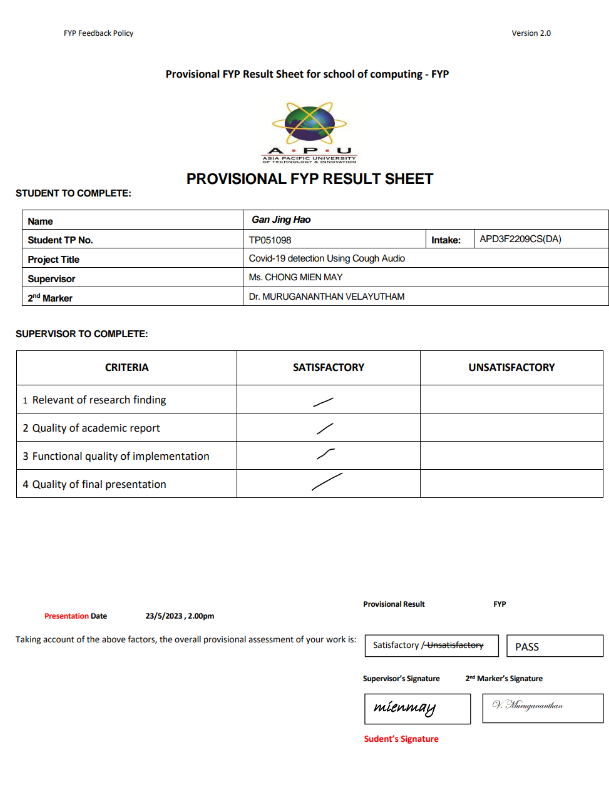 FYP Feedback Policy Version 2.0
Provisional FYP Result Sheet for school of computing - FYP
A · P · U
ASIA PACIFIC UNIVERSITY
OF TECHNOLOGY & INNOVATION
PROVISIONAL FYP RESULT SHEET
STUDENT TO COMPLETE:
Name Gan Jing Hao
Student TP No. TP051098 Intake: APD3F2209CS(DA)
Project Title Covid-19 detection Using Cough Audio
Supervisor Ms. CHONG MIEN MAY
2nd Marker Dr. MURUGANANTHAN VELAYUTHAM
SUPERVISOR TO COMPLETE:
CRITERIA SATISFACTORY UNSATISFACTORY
1 Relevant of research finding
2 Quality of academic report
3 Functional quality of implementation
4 Quality of final presentation
Provisional Result FYP
Presentation Date 23/5/2023 , 2.00pm
Taking account of the above factors, the overall provisional assessment of your work is: Satisfactory / Unsatisfactory PASS
Supervisor's Signature 2nd Marker's Signature
mienmay V. Murugananthan
Sudent's Signature